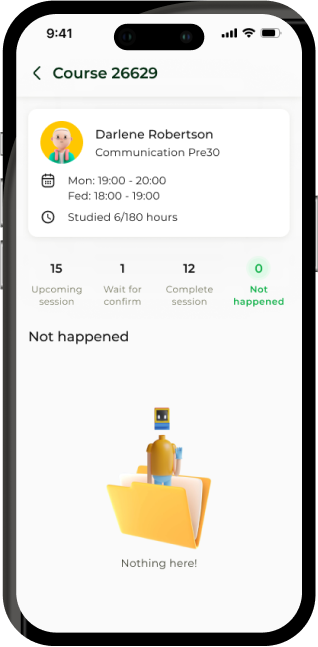 9:41
Course 26629
Darlene Robertson
Communication Pre30
Mon: 19:00 - 20:00
Fed: 18:00 - 19:00
Studied 6/180 hours
15 1 12 0
Upcoming session
Wait for confirm
Complete session
Not happened
Not happened
Nothing here!